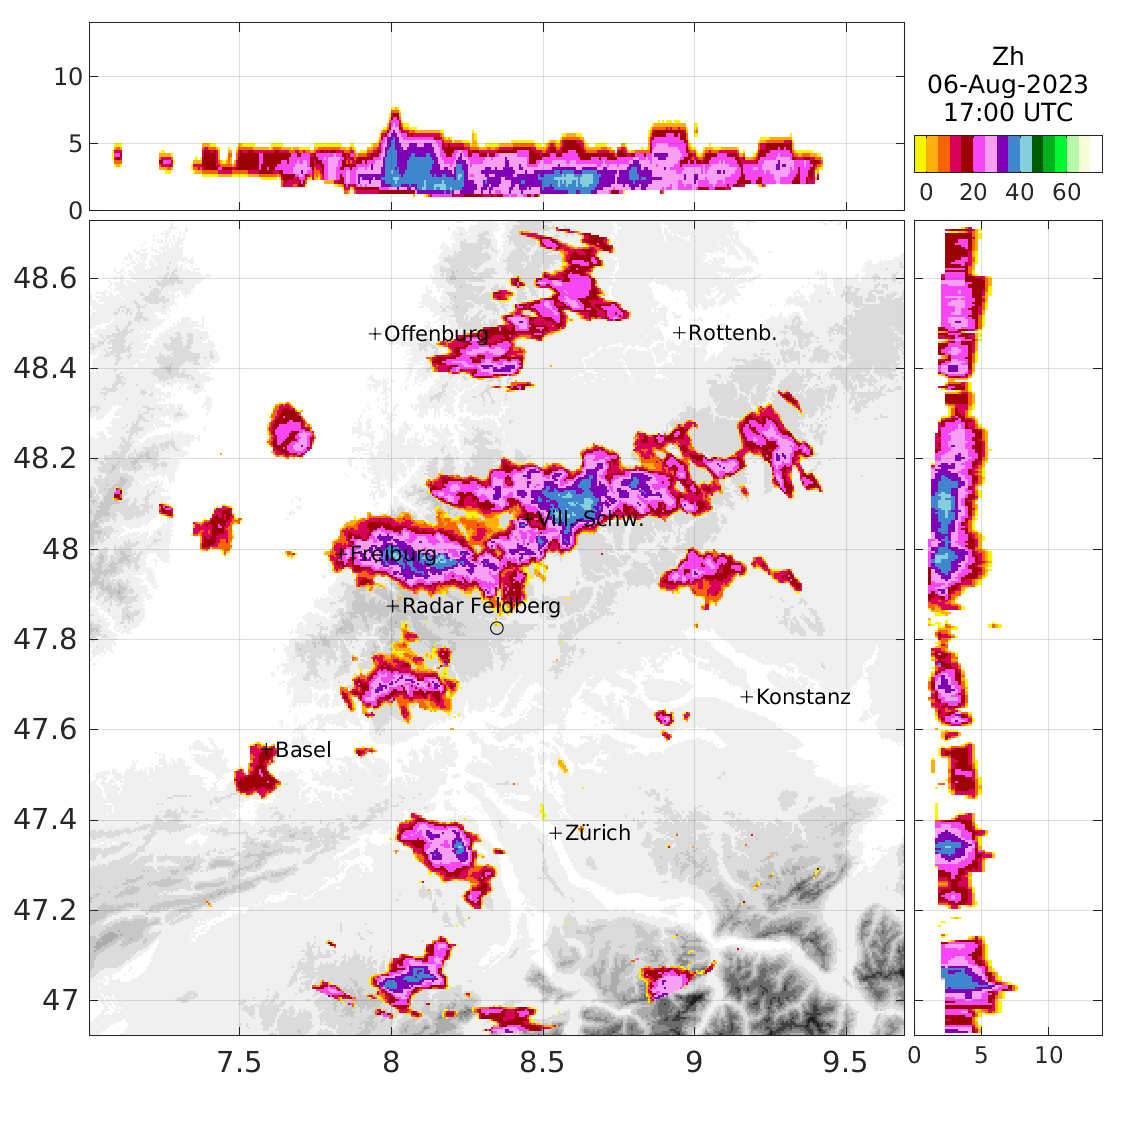 10
5
0
Zh
06-Aug-2023
17:00 UTC
0 20 40 60
48.6
48.4
48.2
48
47.8
47.6
47.4
47.2
47
Offenburg
Rottenb.
Vill.-Schw.
Freiburg
Radar Feldberg
Konstanz
Basel
Zürich
7.5 8 8.5 9 9.5
0 5 10